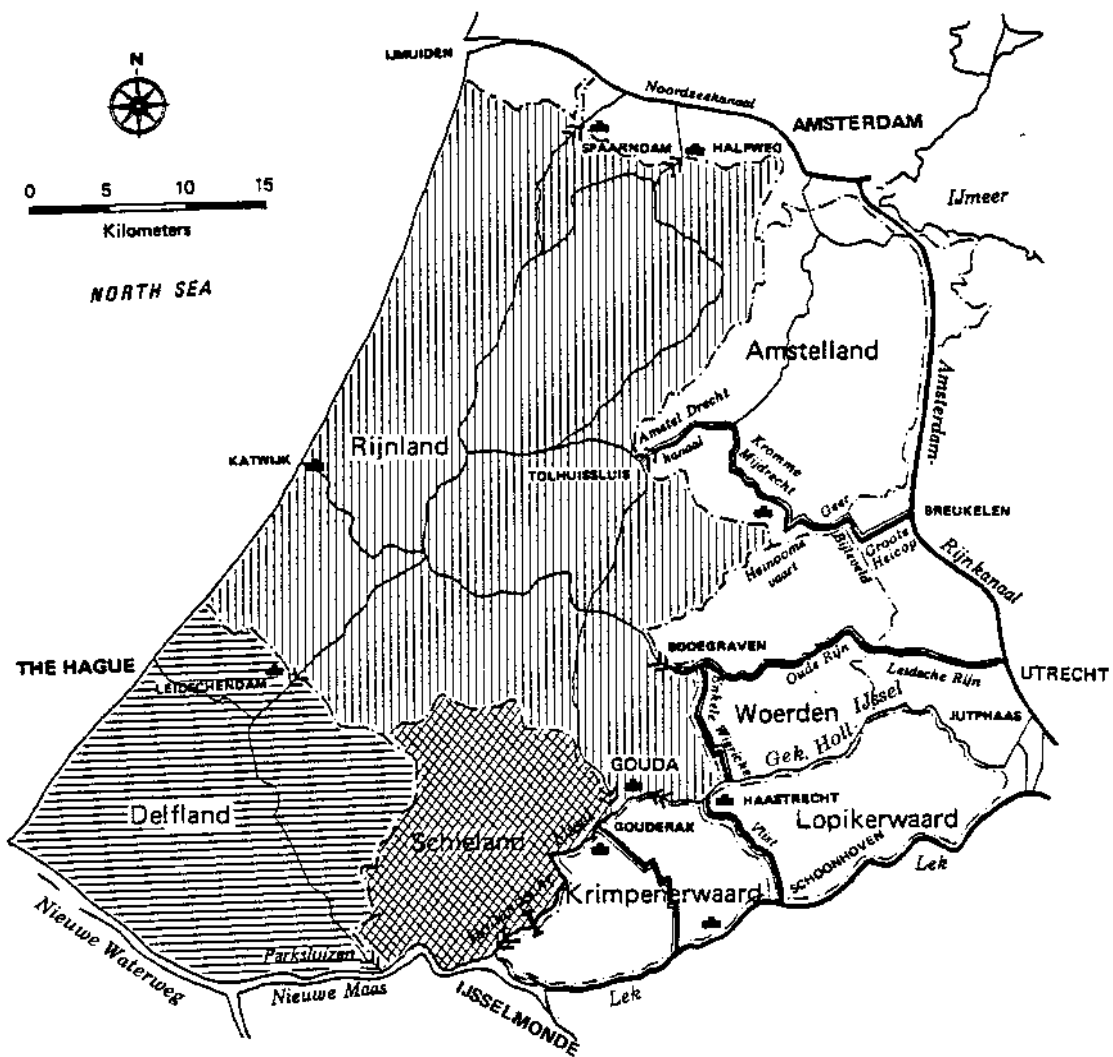 IJMUIDEN
N
Noordzeekanaal
AMSTERDAM
SPAARNDAM
HALFWEG
0 5 10 15
Kilometers
IJmeer
NORTH SEA
Amstelland
Amstel Drecht
kanaal
Rijnland
KATWIJK
TOLHUISSLUIS
Kromme
Mijdrecht
Amsterdam-
Rijnkanaal
Geer
BREUKELEN
Bijleveld
Groote
Heicop
Heinooms
vaart
BODEGRAVEN
THE HAGUE
LEIDSCHENDAM
Oude Rijn
Leidsche Rijn
UTRECHT
Enkele Wiericke
Woerden
JUTPHAAS
Gek. Holl. IJssel
GOUDA
HAASTRECHT
Delfland
Schieland
GOUDERAK
Vlist
Lopikerwaard
SCHOONHOVEN
Lek
Krimpenerwaard
Nieuwe Waterweg
Parksluizen
Nieuwe Maas
IJSSELMONDE
Lek